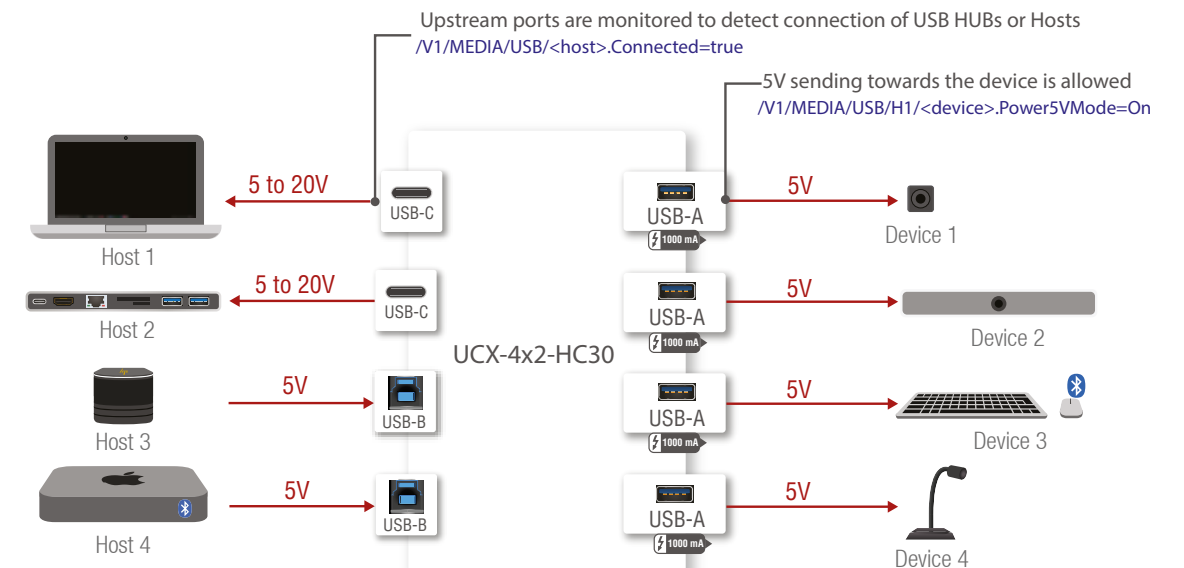 Upstream ports are monitored to detect connection of USB HUBs or Hosts
/V1/MEDIA/USB/<host>.Connected=true
5V sending towards the device is allowed
/V1/MEDIA/USB/H1/<device>.Power5VMode=On
5 to 20V
USB-C
Host 1
USB-A
1000 mA
5V
Device 1
5 to 20V
USB-C
Host 2
USB-A
1000 mA
5V
Device 2
UCX-4x2-HC30
5V
USB-B
Host 3
USB-A
1000 mA
5V
Device 3
5V
USB-B
Host 4
USB-A
1000 mA
5V
Device 4